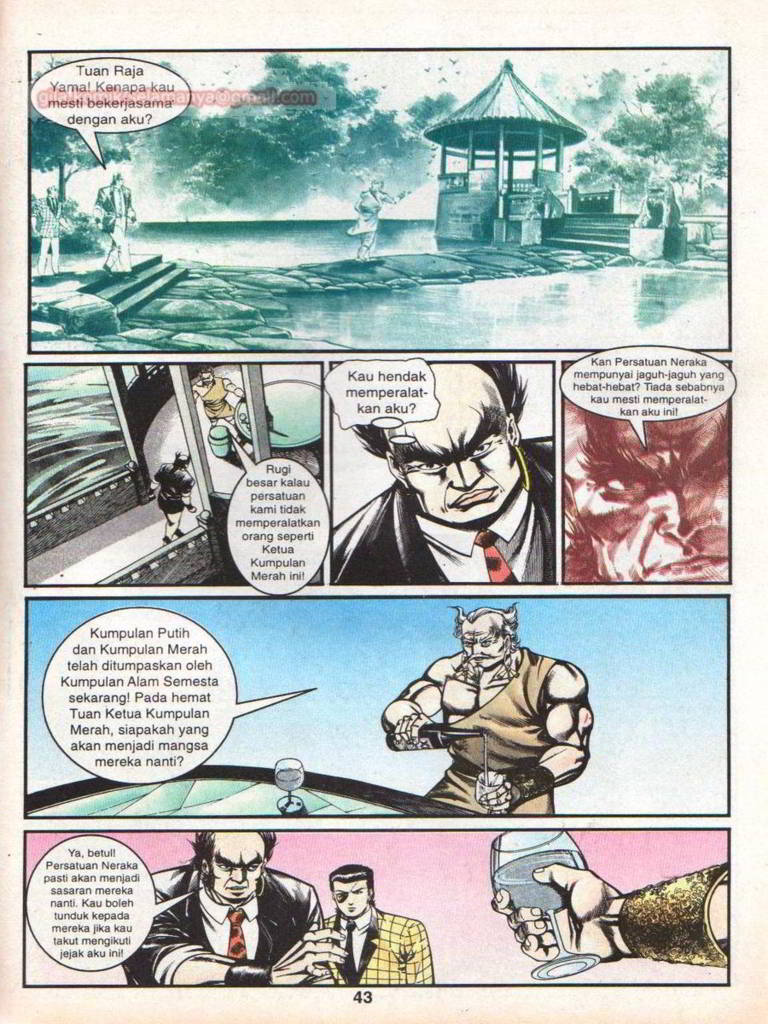 Tuan Raja
Yama! Kenapa kau
mesti bekerjasama
dengan aku?
Rugi
besar kalau
persatuan
kami tidak
memperalatkan
orang seperti
Ketua
Kumpulan
Merah ini!
Kau hendak
memperalat-
kan aku?
Kan Persatuan Neraka
mempunyai jaguh-jaguh yang
hebat-hebat? Tiada sebabnya
kau mesti memperalat-
kan aku ini!
Kumpulan Putih
dan Kumpulan Merah
telah ditumpaskan oleh
Kumpulan Alam Semesta
sekarang! Pada hemat
Tuan Ketua Kumpulan
Merah, siapakah yang
akan menjadi mangsa
mereka nanti?
Ya, betul!
Persatuan Neraka
pasti akan menjadi
sasaran mereka
nanti. Kau boleh
tunduk kepada
mereka jika kau
takut mengikuti
jejak aku ini!
43